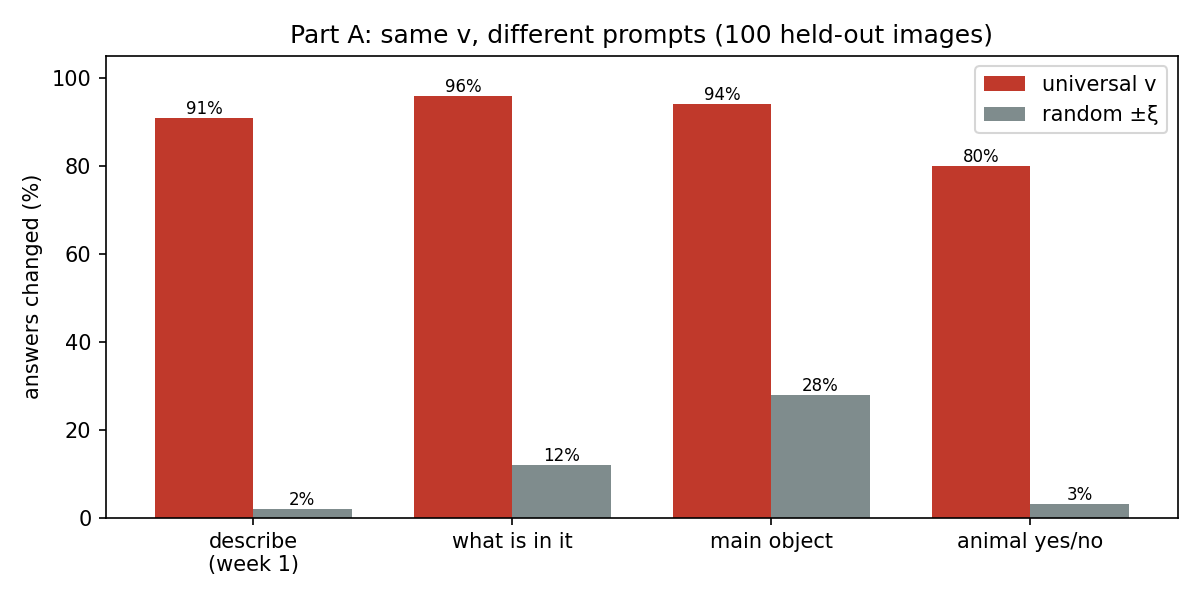 Part A: same v, different prompts (100 held-out images)
universal v
random ±ξ
answers changed (%)
100
80
60
40
20
0
91%
2%
96%
12%
94%
28%
80%
3%
describe
(week 1)
what is in it
main object
animal yes/no